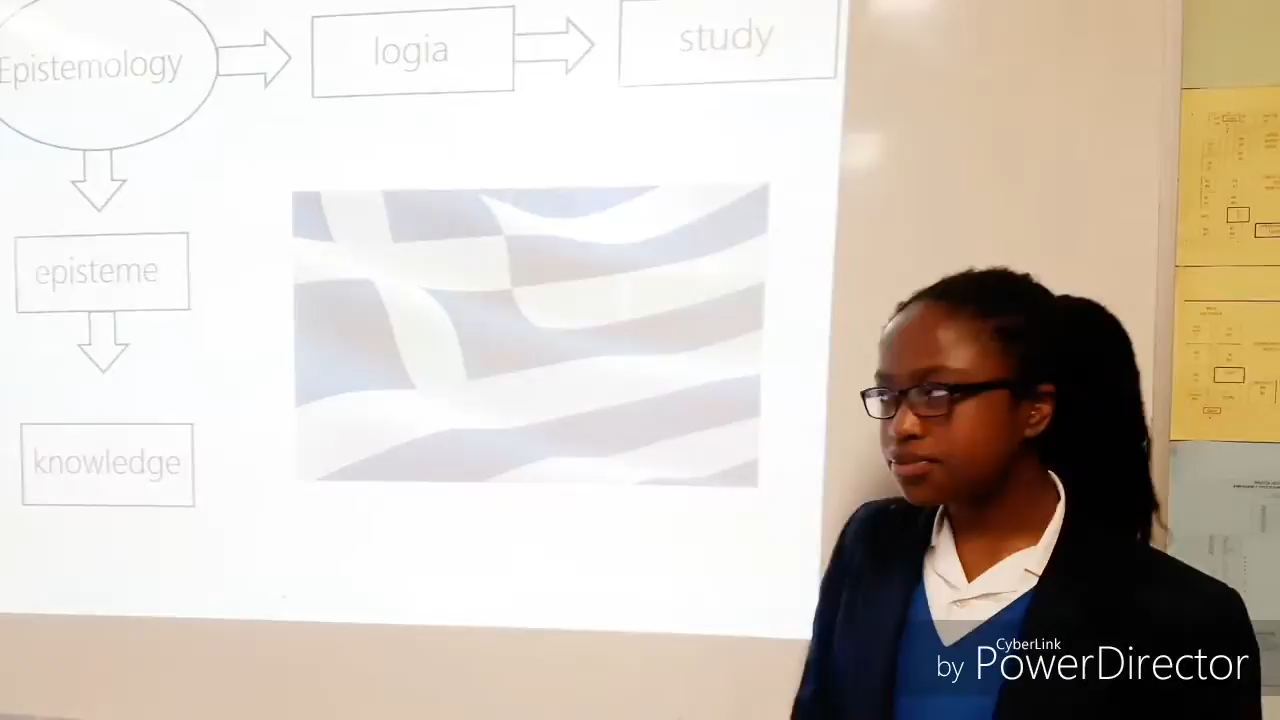 Epistemology
logia
study
episteme
knowledge
CyberLink
by PowerDirector